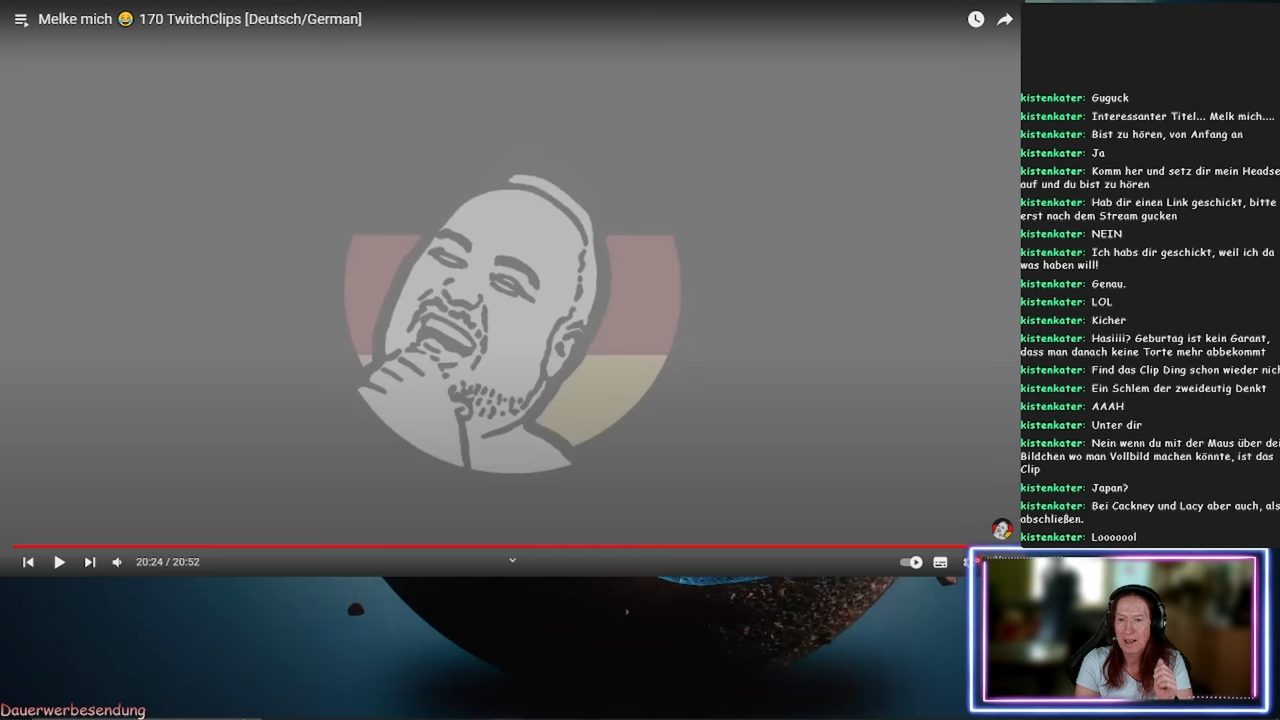 Melke mich 😂 170 TwitchClips [Deutsch/German]
kistenkater: Guguck
kistenkater: Interessanter Titel... Melk mich....
kistenkater: Bist zu hören, von Anfang an
kistenkater: Ja
kistenkater: Komm her und setz dir mein Headse
auf und du bist zu hören
kistenkater: Hab dir einen Link geschickt, bitte
erst nach dem Stream gucken
kistenkater: NEIN
kistenkater: Ich habs dir geschickt, weil ich da
was haben will!
kistenkater: Genau.
kistenkater: LOL
kistenkater: Kicher
kistenkater: Hasiiii? Geburtag ist kein Garant,
dass man danach keine Torte mehr abbekommt
kistenkater: Find das Clip Ding schon wieder nich
kistenkater: Ein Schlem der zweideutig Denkt
kistenkater: AAAH
kistenkater: Unter dir
kistenkater: Nein wenn du mit der Maus über de
Bildchen wo man Vollbild machen könnte, ist das
Clip
kistenkater: Japan?
kistenkater: Bei Cackney und Lacy aber auch, als
abschließen.
kistenkater: Looooool
20:24 / 20:52
Dauerwerbesendung